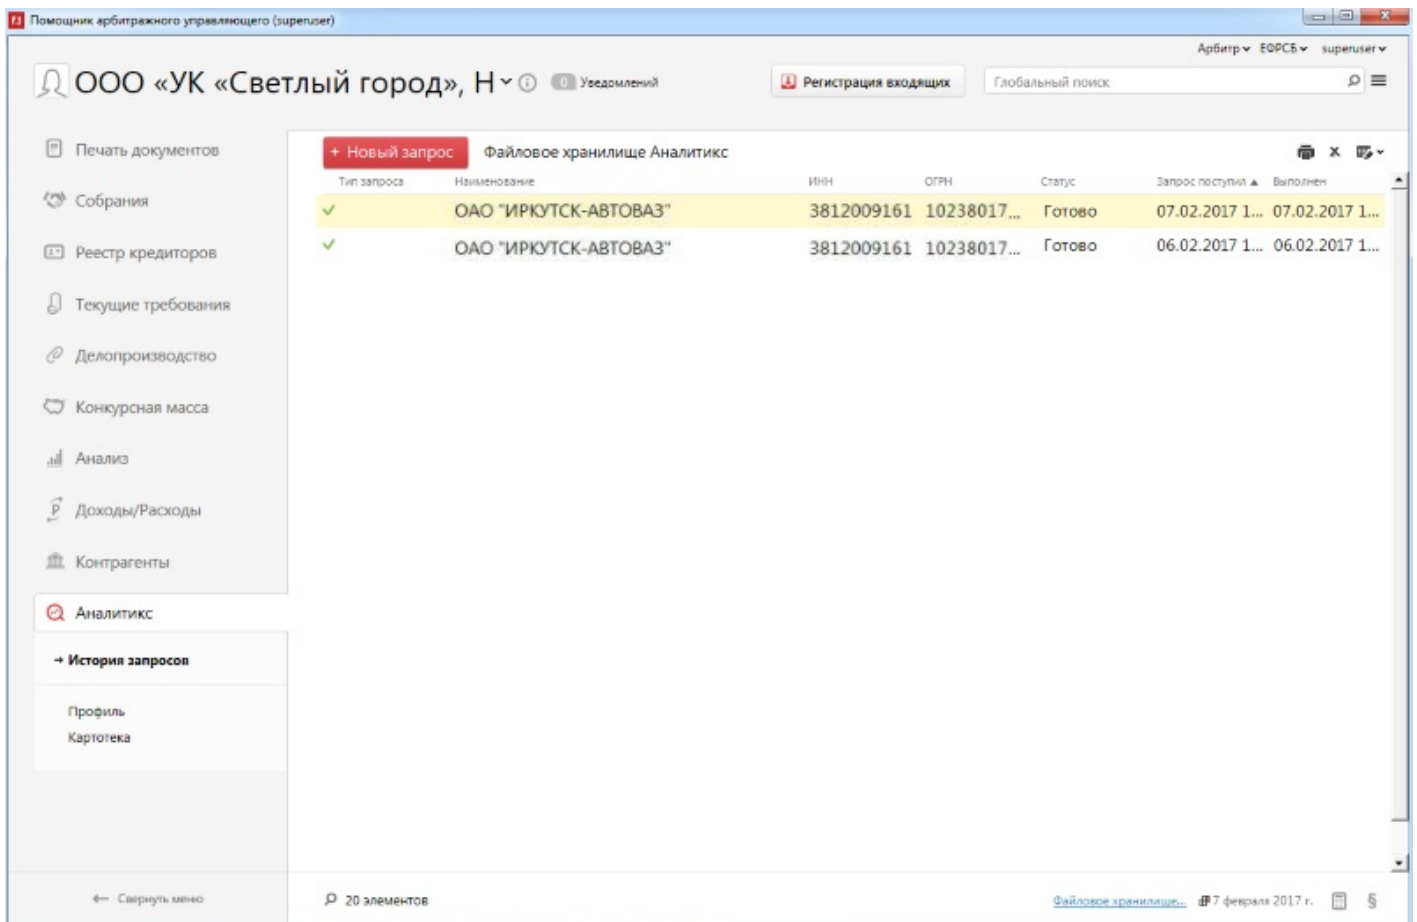 Помощник арбитражного управляющего (superuser)
Арбитр ЕФРСБ superuser
ООО «УК «Светлый город», Н 0 Уведомлений Регистрация входящих Глобальный поиск
Печать документов
Собрания
Реестр кредиторов
Текущие требования
Делопроизводство
Конкурсная масса
Анализ
Доходы/Расходы
Контрагенты
Аналитикс
→ История запросов
Профиль
Картотека
← Свернуть меню
+ Новый запрос Файловое хранилище Аналитикс
Тип запроса Наименование ИНН ОГРН Статус Запрос поступил ▲ Выполнен
ОАО "ИРКУТСК-АВТОВАЗ" 3812009161 10238017... Готово 07.02.2017 1... 07.02.2017 1...
ОАО "ИРКУТСК-АВТОВАЗ" 3812009161 10238017... Готово 06.02.2017 1... 06.02.2017 1...
20 элементов Файловое хранилище... 7 февраля 2017 г. §